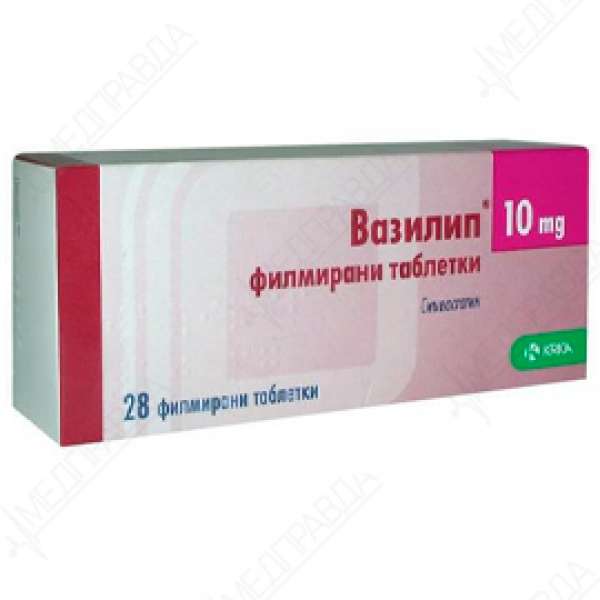 Вазилип®
10 mg
филмирани таблетки
Симвастатин
KRKA
28 филмирани таблетки
МЕДПРАВДА